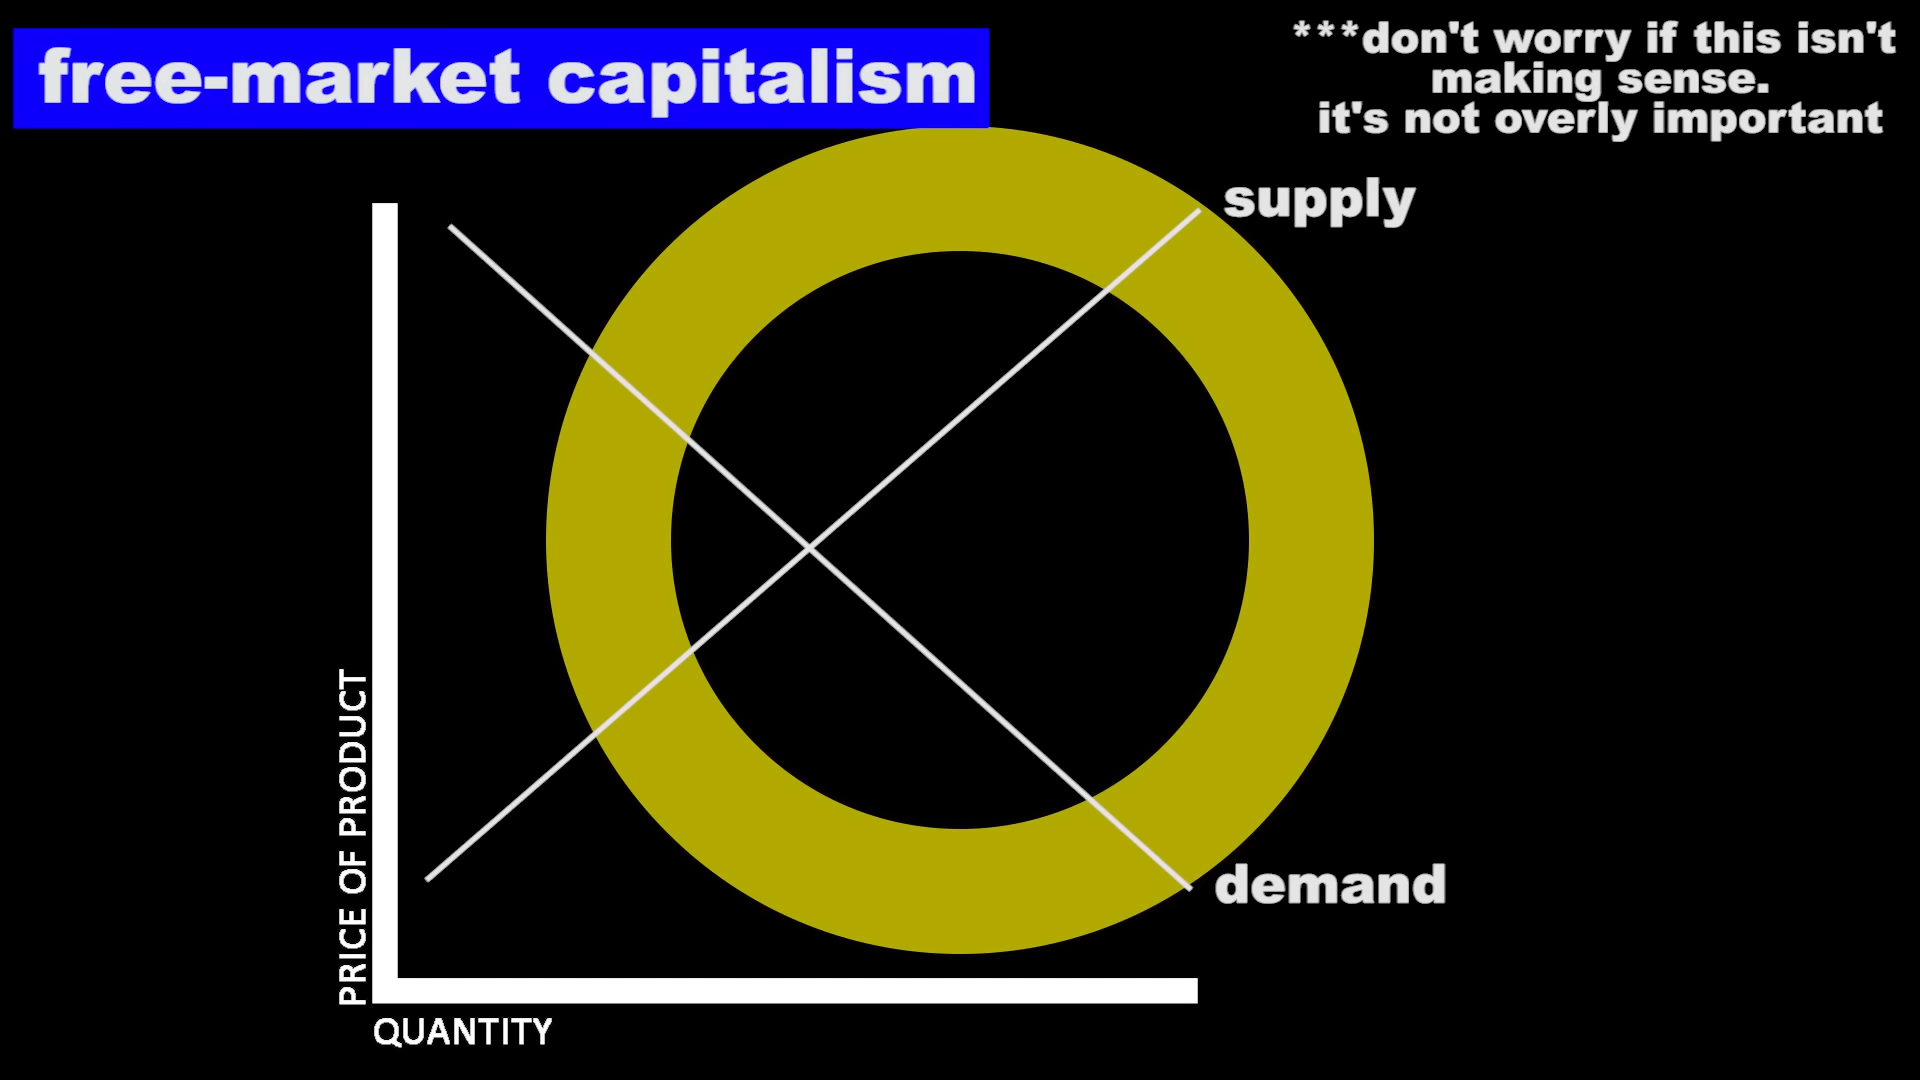 free-market capitalism
***don't worry if this isn't
making sense.
it's not overly important
supply
demand
PRICE OF PRODUCT
QUANTITY